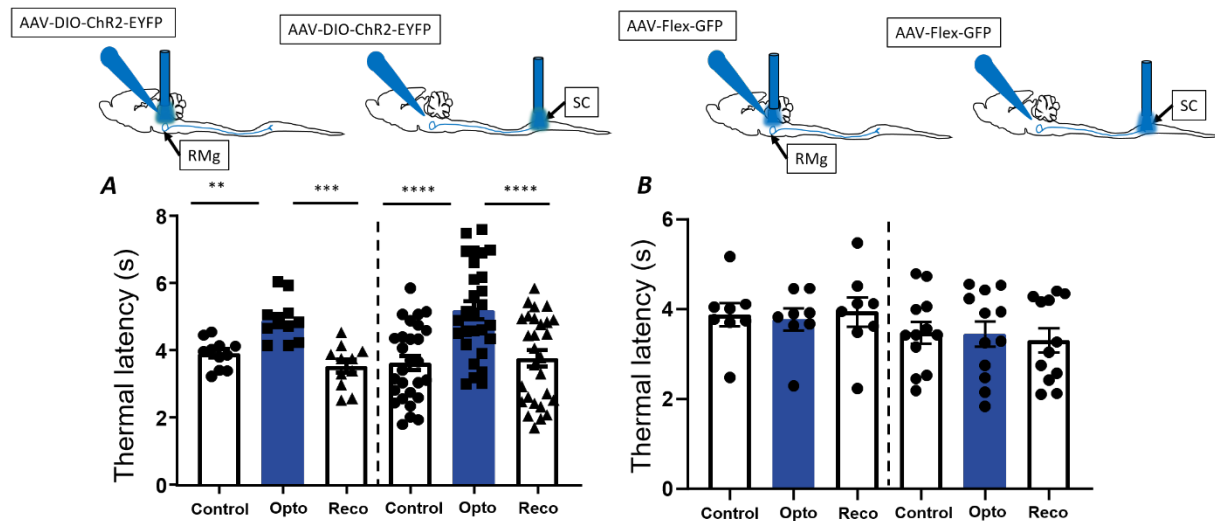 AAV-DIO-ChR2-EYFP
AAV-DIO-ChR2-EYFP
AAV-Flex-GFP
AAV-Flex-GFP
SC
SC
RMg
RMg
A
** *** **** ****
Thermal latency (s)
8
6
4
2
0
Control Opto Reco Control Opto Reco
B
Thermal latency (s)
6
4
2
0
Control Opto Reco Control Opto Reco